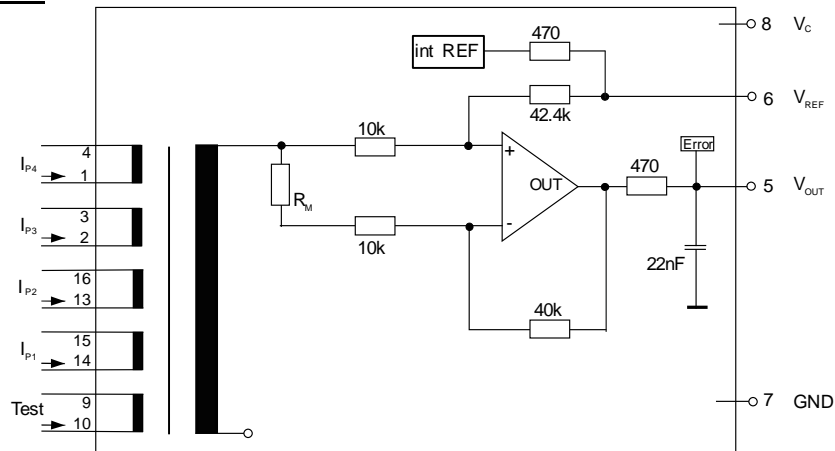 8 V_C
470
int REF
6 V_REF
42.4k
10k
4
I_P4
1
+
Error
OUT
470
5 V_OUT
R_M
3
I_P3
2
-
10k
22nF
16
I_P2
13
40k
15
I_P1
14
9
Test
10
7 GND